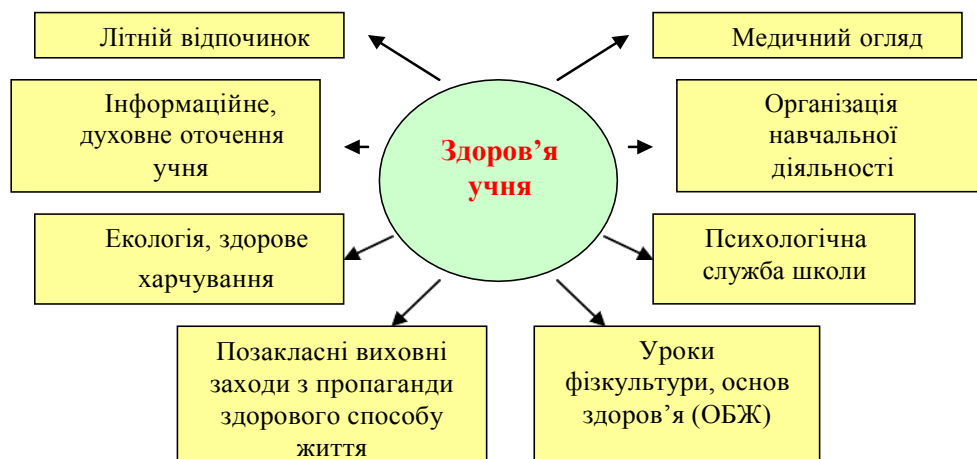 Літній відпочинок
Медичний огляд
Інформаційне,
духовне оточення
учня
Здоров’я
учня
Організація
навчальної
діяльності
Екологія, здорове
харчування
Психологічна
служба школи
Позакласні виховні
заходи з пропаганди
здорового способу
життя
Уроки
фізкультури, основ
здоров’я (ОБЖ)